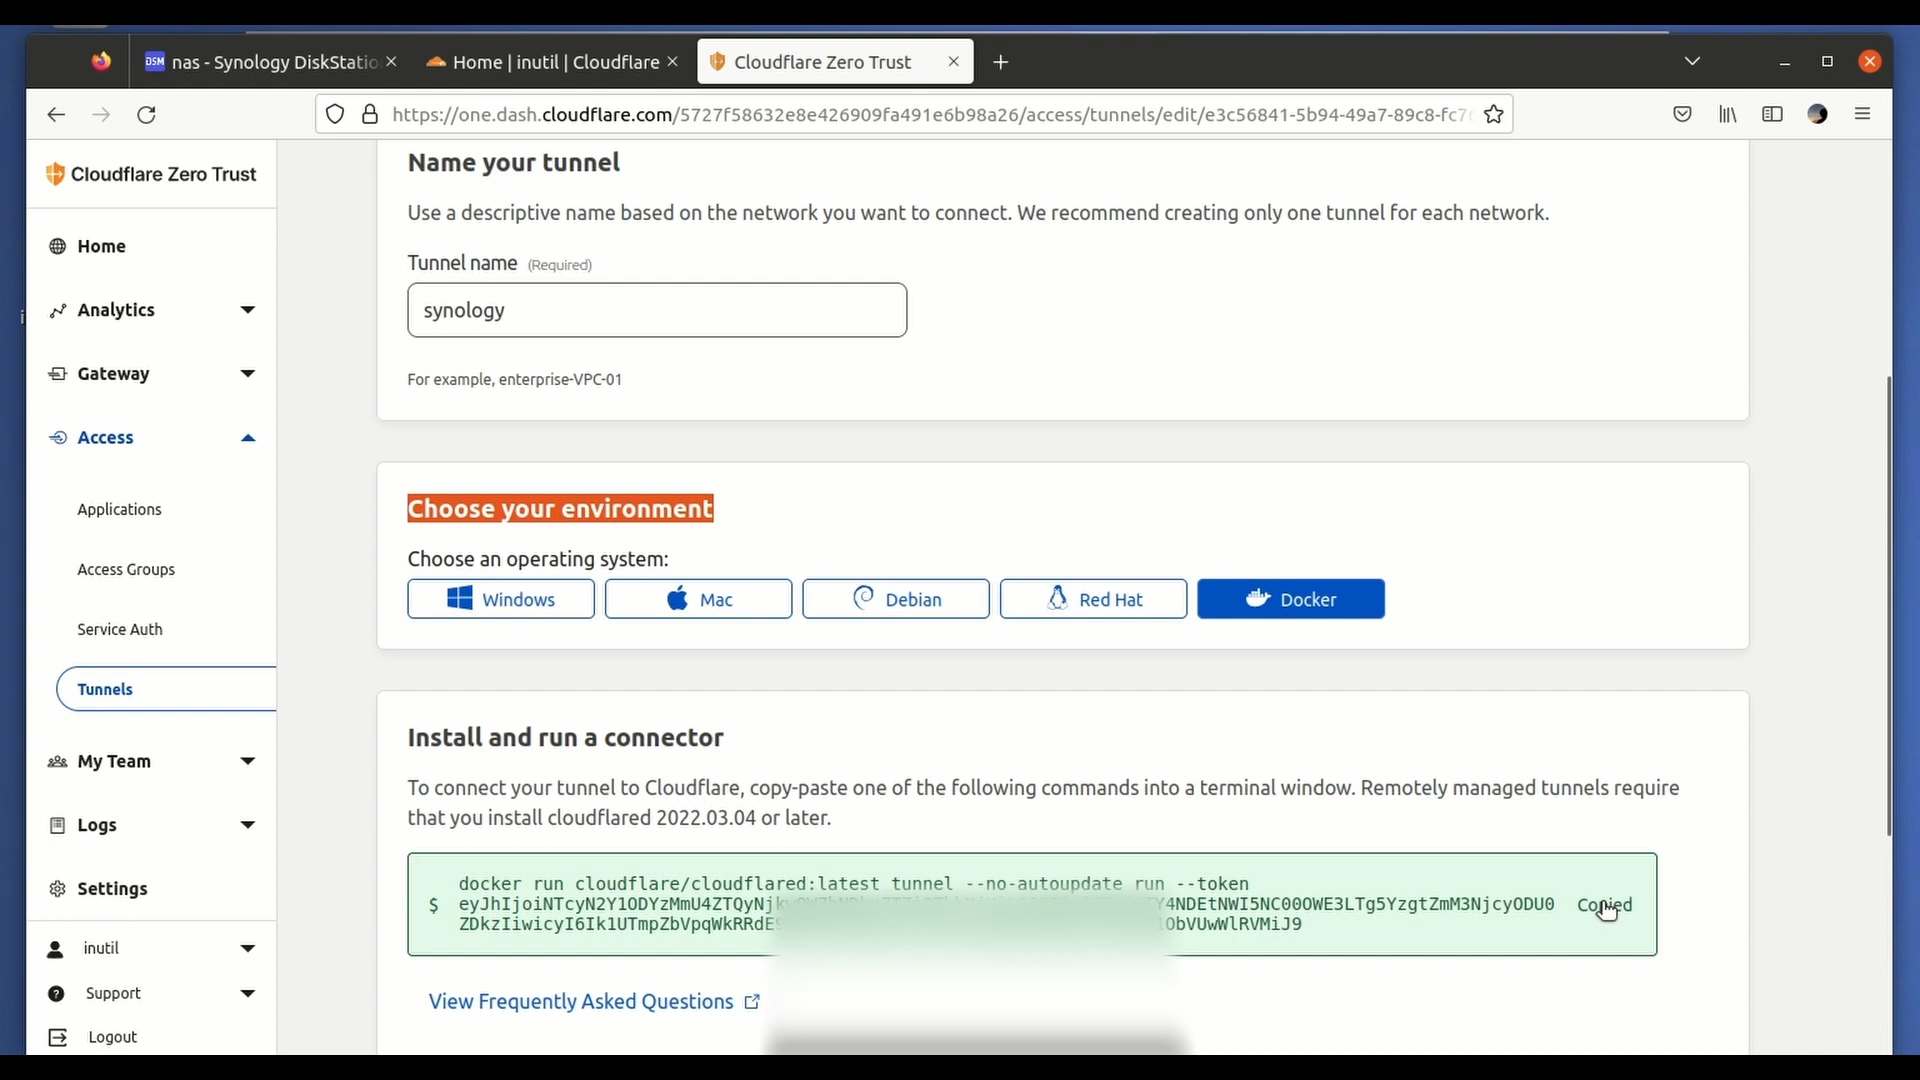 nas - Synology DiskStatio
Home | inutil | Cloudflare
Cloudflare Zero Trust
https://one.dash.cloudflare.com/5727f58632e8e426909fa491e6b98a26/access/tunnels/edit/e3c56841-5b94-49a7-89c8-fc7
Cloudflare Zero Trust
Home
Analytics
Gateway
Access
Applications
Access Groups
Service Auth
Tunnels
My Team
Logs
Settings
inutil
Support
Logout
Name your tunnel
Use a descriptive name based on the network you want to connect. We recommend creating only one tunnel for each network.
Tunnel name (Required)
synology
For example, enterprise-VPC-01
Choose your environment
Choose an operating system:
Windows
Mac
Debian
Red Hat
Docker
Install and run a connector
To connect your tunnel to Cloudflare, copy-paste one of the following commands into a terminal window. Remotely managed tunnels require
that you install cloudflared 2022.03.04 or later.
$ docker run cloudflare/cloudflared:latest tunnel --no-autoupdate run --token
Copied
View Frequently Asked Questions